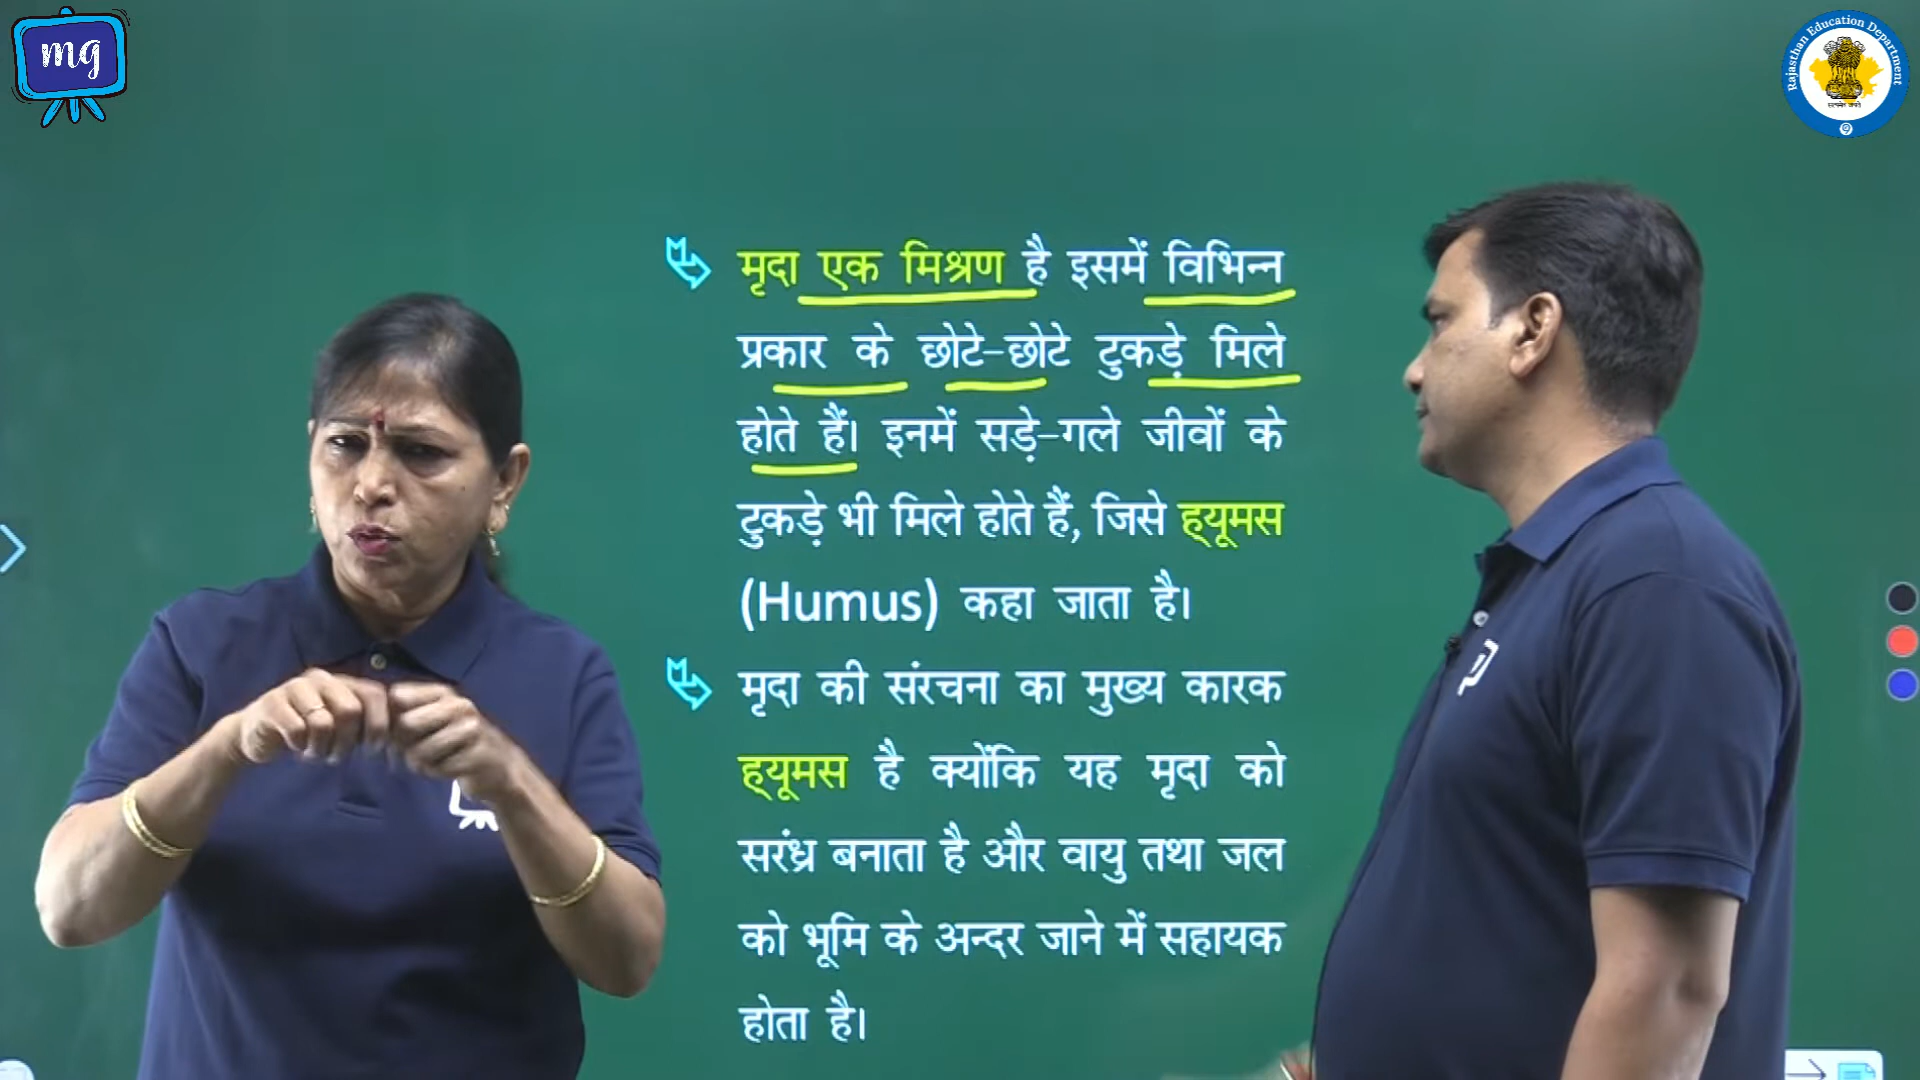 mg
Rajasthan Education Department
मृदा एक मिश्रण है इसमें विभिन्न
प्रकार के छोटे-छोटे टुकड़े मिले
होते हैं। इनमें सड़े-गले जीवों के
टुकड़े भी मिले होते हैं, जिसे ह्यूमस
(Humus) कहा जाता है।
मृदा की संरचना का मुख्य कारक
ह्यूमस है क्योंकि यह मृदा को
सरंध्र बनाता है और वायु तथा जल
को भूमि के अन्दर जाने में सहायक
होता है।